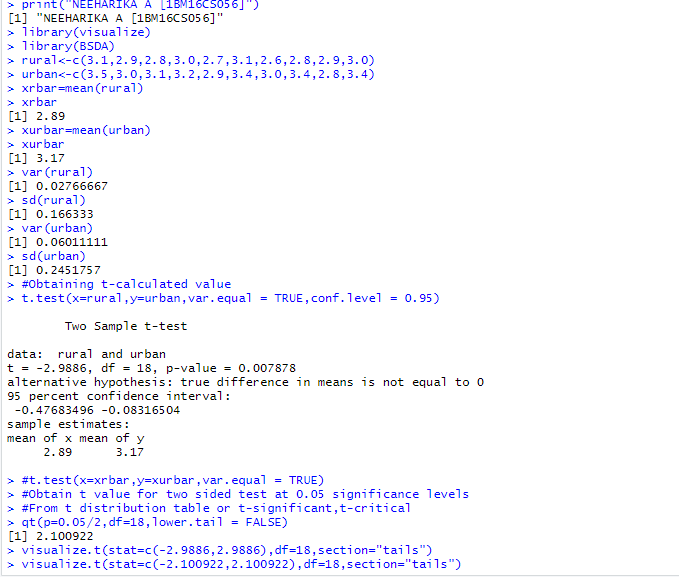 > print("NEEHARIKA A [1BM16CS056]")
[1] "NEEHARIKA A [1BM16CS056]"
> library(visualize)
> library(BSDA)
> rural<-c(3.1,2.9,2.8,3.0,2.7,3.1,2.6,2.8,2.9,3.0)
> urban<-c(3.5,3.0,3.1,3.2,2.9,3.4,3.0,3.4,2.8,3.4)
> xrbar=mean(rural)
> xrbar
[1] 2.89
> xurbar=mean(urban)
> xurbar
[1] 3.17
> var(rural)
[1] 0.02766667
> sd(rural)
[1] 0.166333
> var(urban)
[1] 0.06011111
> sd(urban)
[1] 0.2451757
> #Obtaining t-calculated value
> t.test(x=rural,y=urban,var.equal = TRUE,conf.level = 0.95)
Two Sample t-test
data:  rural and urban
t = -2.9886, df = 18, p-value = 0.007878
alternative hypothesis: true difference in means is not equal to 0
95 percent confidence interval:
-0.47683496 -0.08316504
sample estimates:
mean of x mean of y
2.89      3.17
> #t.test(x=xrbar,y=xurbar,var.equal = TRUE)
> #Obtain t value for two sided test at 0.05 significance levels
> #From t distribution table or t-significant,t-critical
> qt(p=0.05/2,df=18,lower.tail = FALSE)
[1] 2.100922
> visualize.t(stat=c(-2.9886,2.9886),df=18,section="tails")
> visualize.t(stat=c(-2.100922,2.100922),df=18,section="tails")